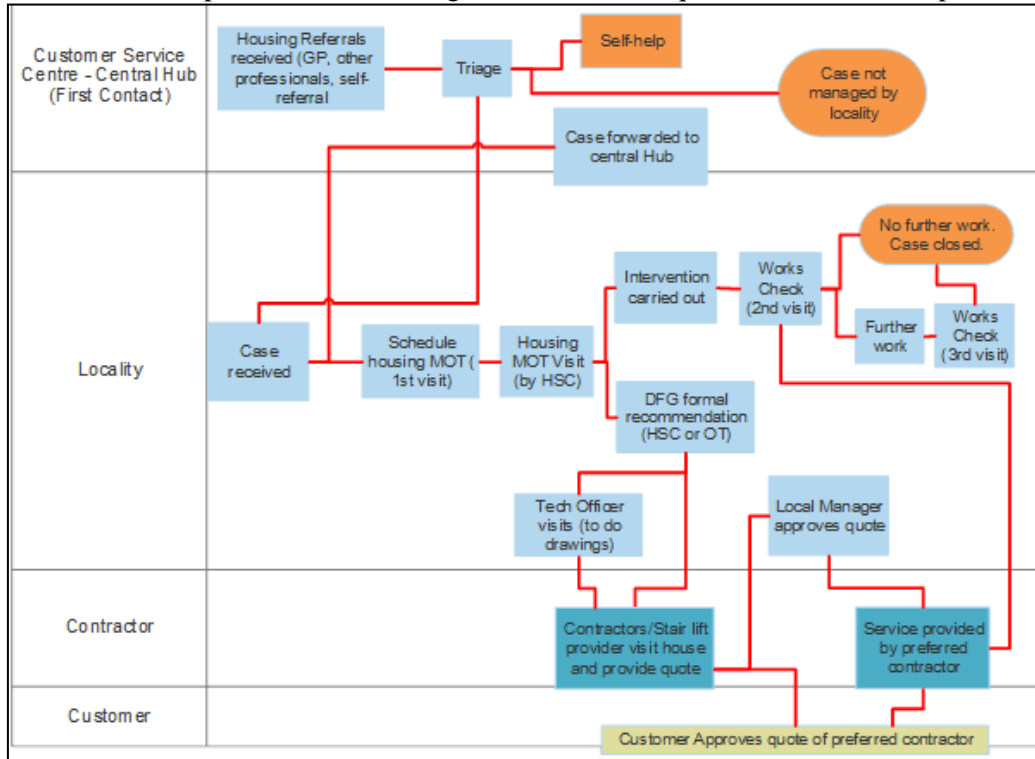 Customer Service
Centre - Central Hub
(First Contact)
Housing Referrals
received (GP, other
professionals, self-
referral
Triage
Self-help
Case not
managed by
locality
Case forwarded to
central Hub
Locality
Case
received
Schedule
housing MOT (
1st visit)
Housing
MOT Visit
(by HSC)
Intervention
carried out
Works
Check
(2nd visit)
No further work.
Case closed.
Further
work
Works
Check
(3rd visit)
DFG formal
recommendation
(HSC or OT)
Tech Officer
visits (to do
drawings)
Local Manager
approves quote
Contractor
Contractors/Stair lift
provider visit house
and provide quote
Service provided
by preferred
contractor
Customer
Customer Approves quote of preferred contractor